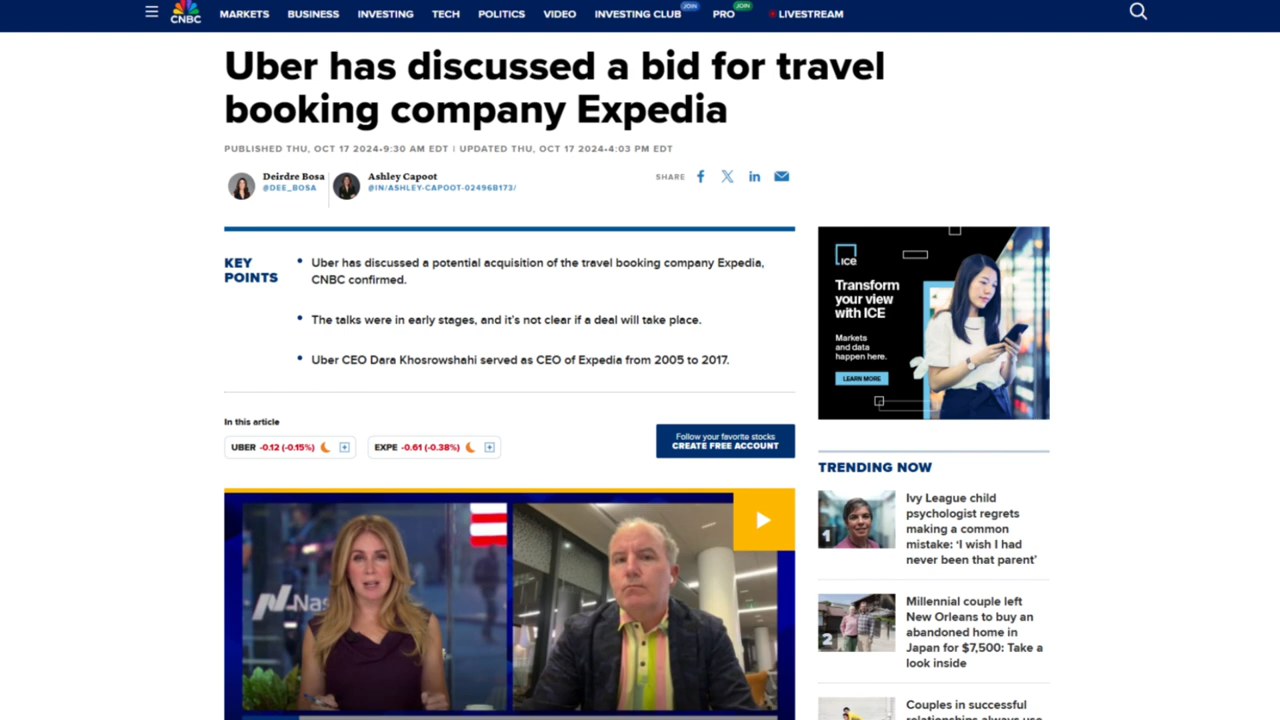 CNBC
MARKETS
BUSINESS
INVESTING
TECH
POLITICS
VIDEO
INVESTING CLUB
JOIN
PRO
JOIN
LIVESTREAM
Uber has discussed a bid for travel
booking company Expedia
PUBLISHED THU, OCT 17 2024•9:30 AM EDT | UPDATED THU, OCT 17 2024•4:03 PM EDT
Deirdre Bosa
@DEE_BOSA
Ashley Capoot
@IN/ASHLEY-CAPOOT-02496B173/
SHARE
KEY
POINTS
• Uber has discussed a potential acquisition of the travel booking company Expedia,
CNBC confirmed.
• The talks were in early stages, and it’s not clear if a deal will take place.
• Uber CEO Dara Khosrowshahi served as CEO of Expedia from 2005 to 2017.
In this article
UBER -0.12 (-0.15%)
EXPE -0.61 (-0.38%)
Follow your favorite stocks
CREATE FREE ACCOUNT
Nas
ICE
Transform
your view
with ICE
Markets
and data
happen here.
LEARN MORE
TRENDING NOW
1
Ivy League child
psychologist regrets
making a common
mistake: ‘I wish I had
never been that parent’
2
Millennial couple left
New Orleans to buy an
abandoned home in
Japan for $7,500: Take a
look inside
Couples in successful
relationships always use